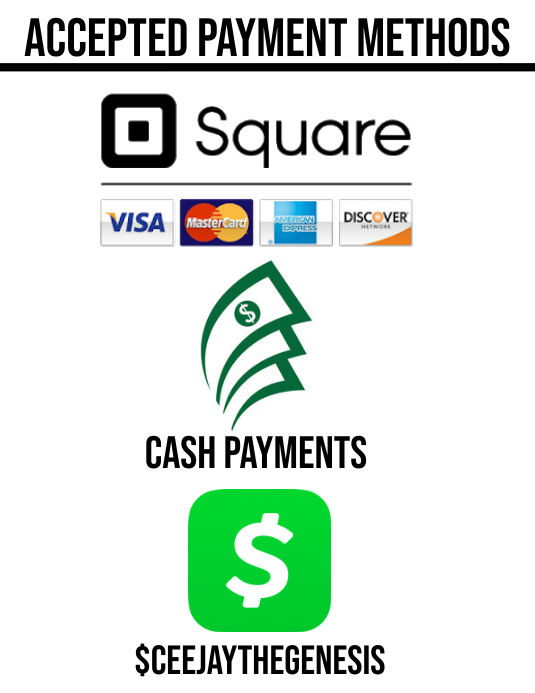 ACCEPTED PAYMENT METHODS
Square
VISA MasterCard AMERICAN EXPRESS DISCOVER NETWORK
$
CASH PAYMENTS
$
$CEEJAYTHEGENESIS